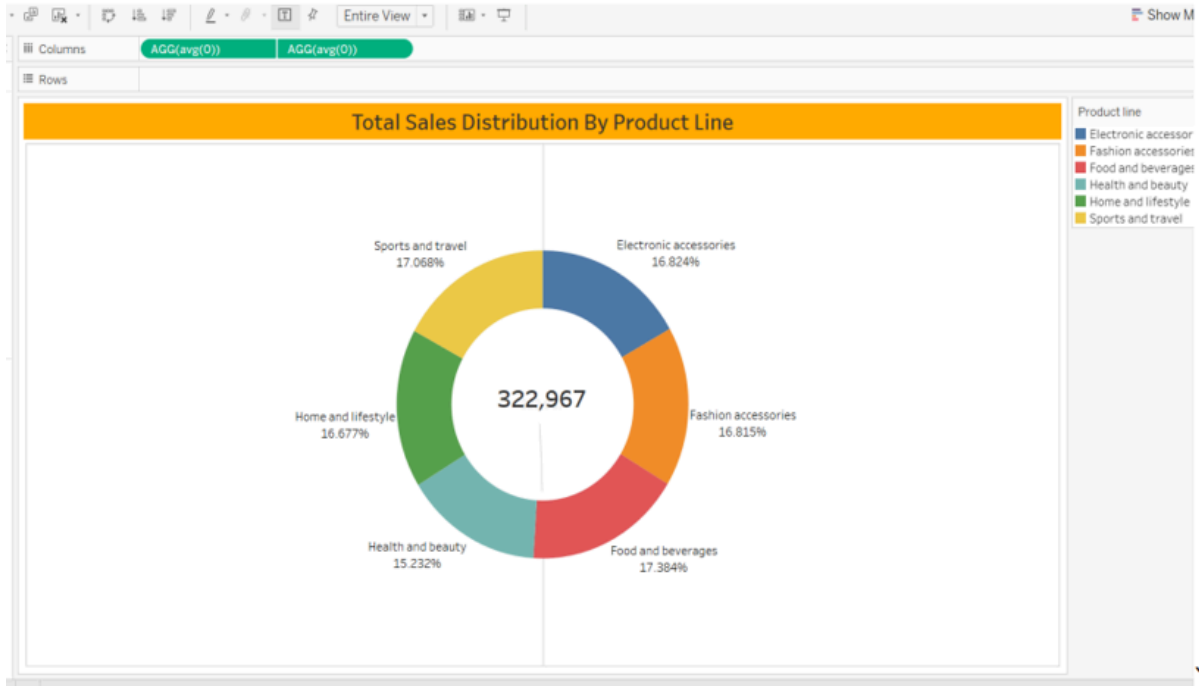 Entire View
Show M
Columns
AGG(avg(0))
AGG(avg(0))
Rows
Total Sales Distribution By Product Line
Product line
Electronic accessor
Fashion accessories
Food and beverages
Health and beauty
Home and lifestyle
Sports and travel
Sports and travel
17.068%
Electronic accessories
16.824%
322,967
Home and lifestyle
16.677%
Fashion accessories
16.815%
Health and beauty
15.232%
Food and beverages
17.384%